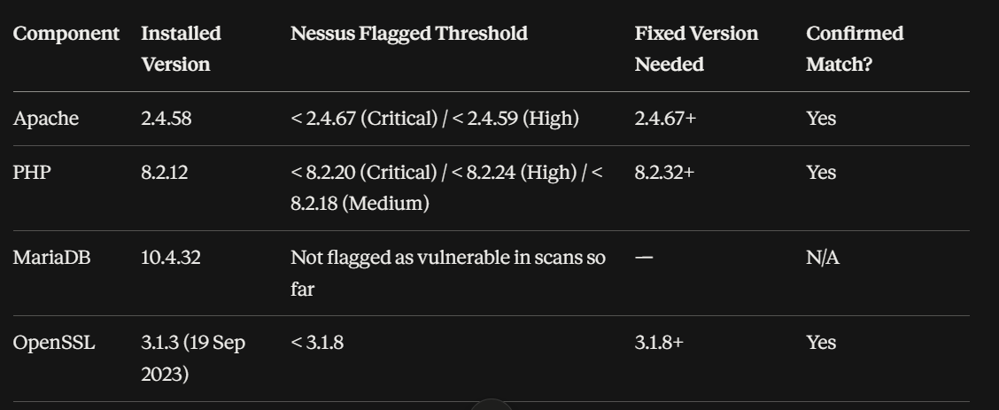 Component Installed Version Nessus Flagged Threshold Fixed Version Needed Confirmed Match?
Apache 2.4.58 < 2.4.67 (Critical) / < 2.4.59 (High) 2.4.67+ Yes
PHP 8.2.12 < 8.2.20 (Critical) / < 8.2.24 (High) / < 8.2.18 (Medium) 8.2.32+ Yes
MariaDB 10.4.32 Not flagged as vulnerable in scans so far — N/A
OpenSSL 3.1.3 (19 Sep 2023) < 3.1.8 3.1.8+ Yes